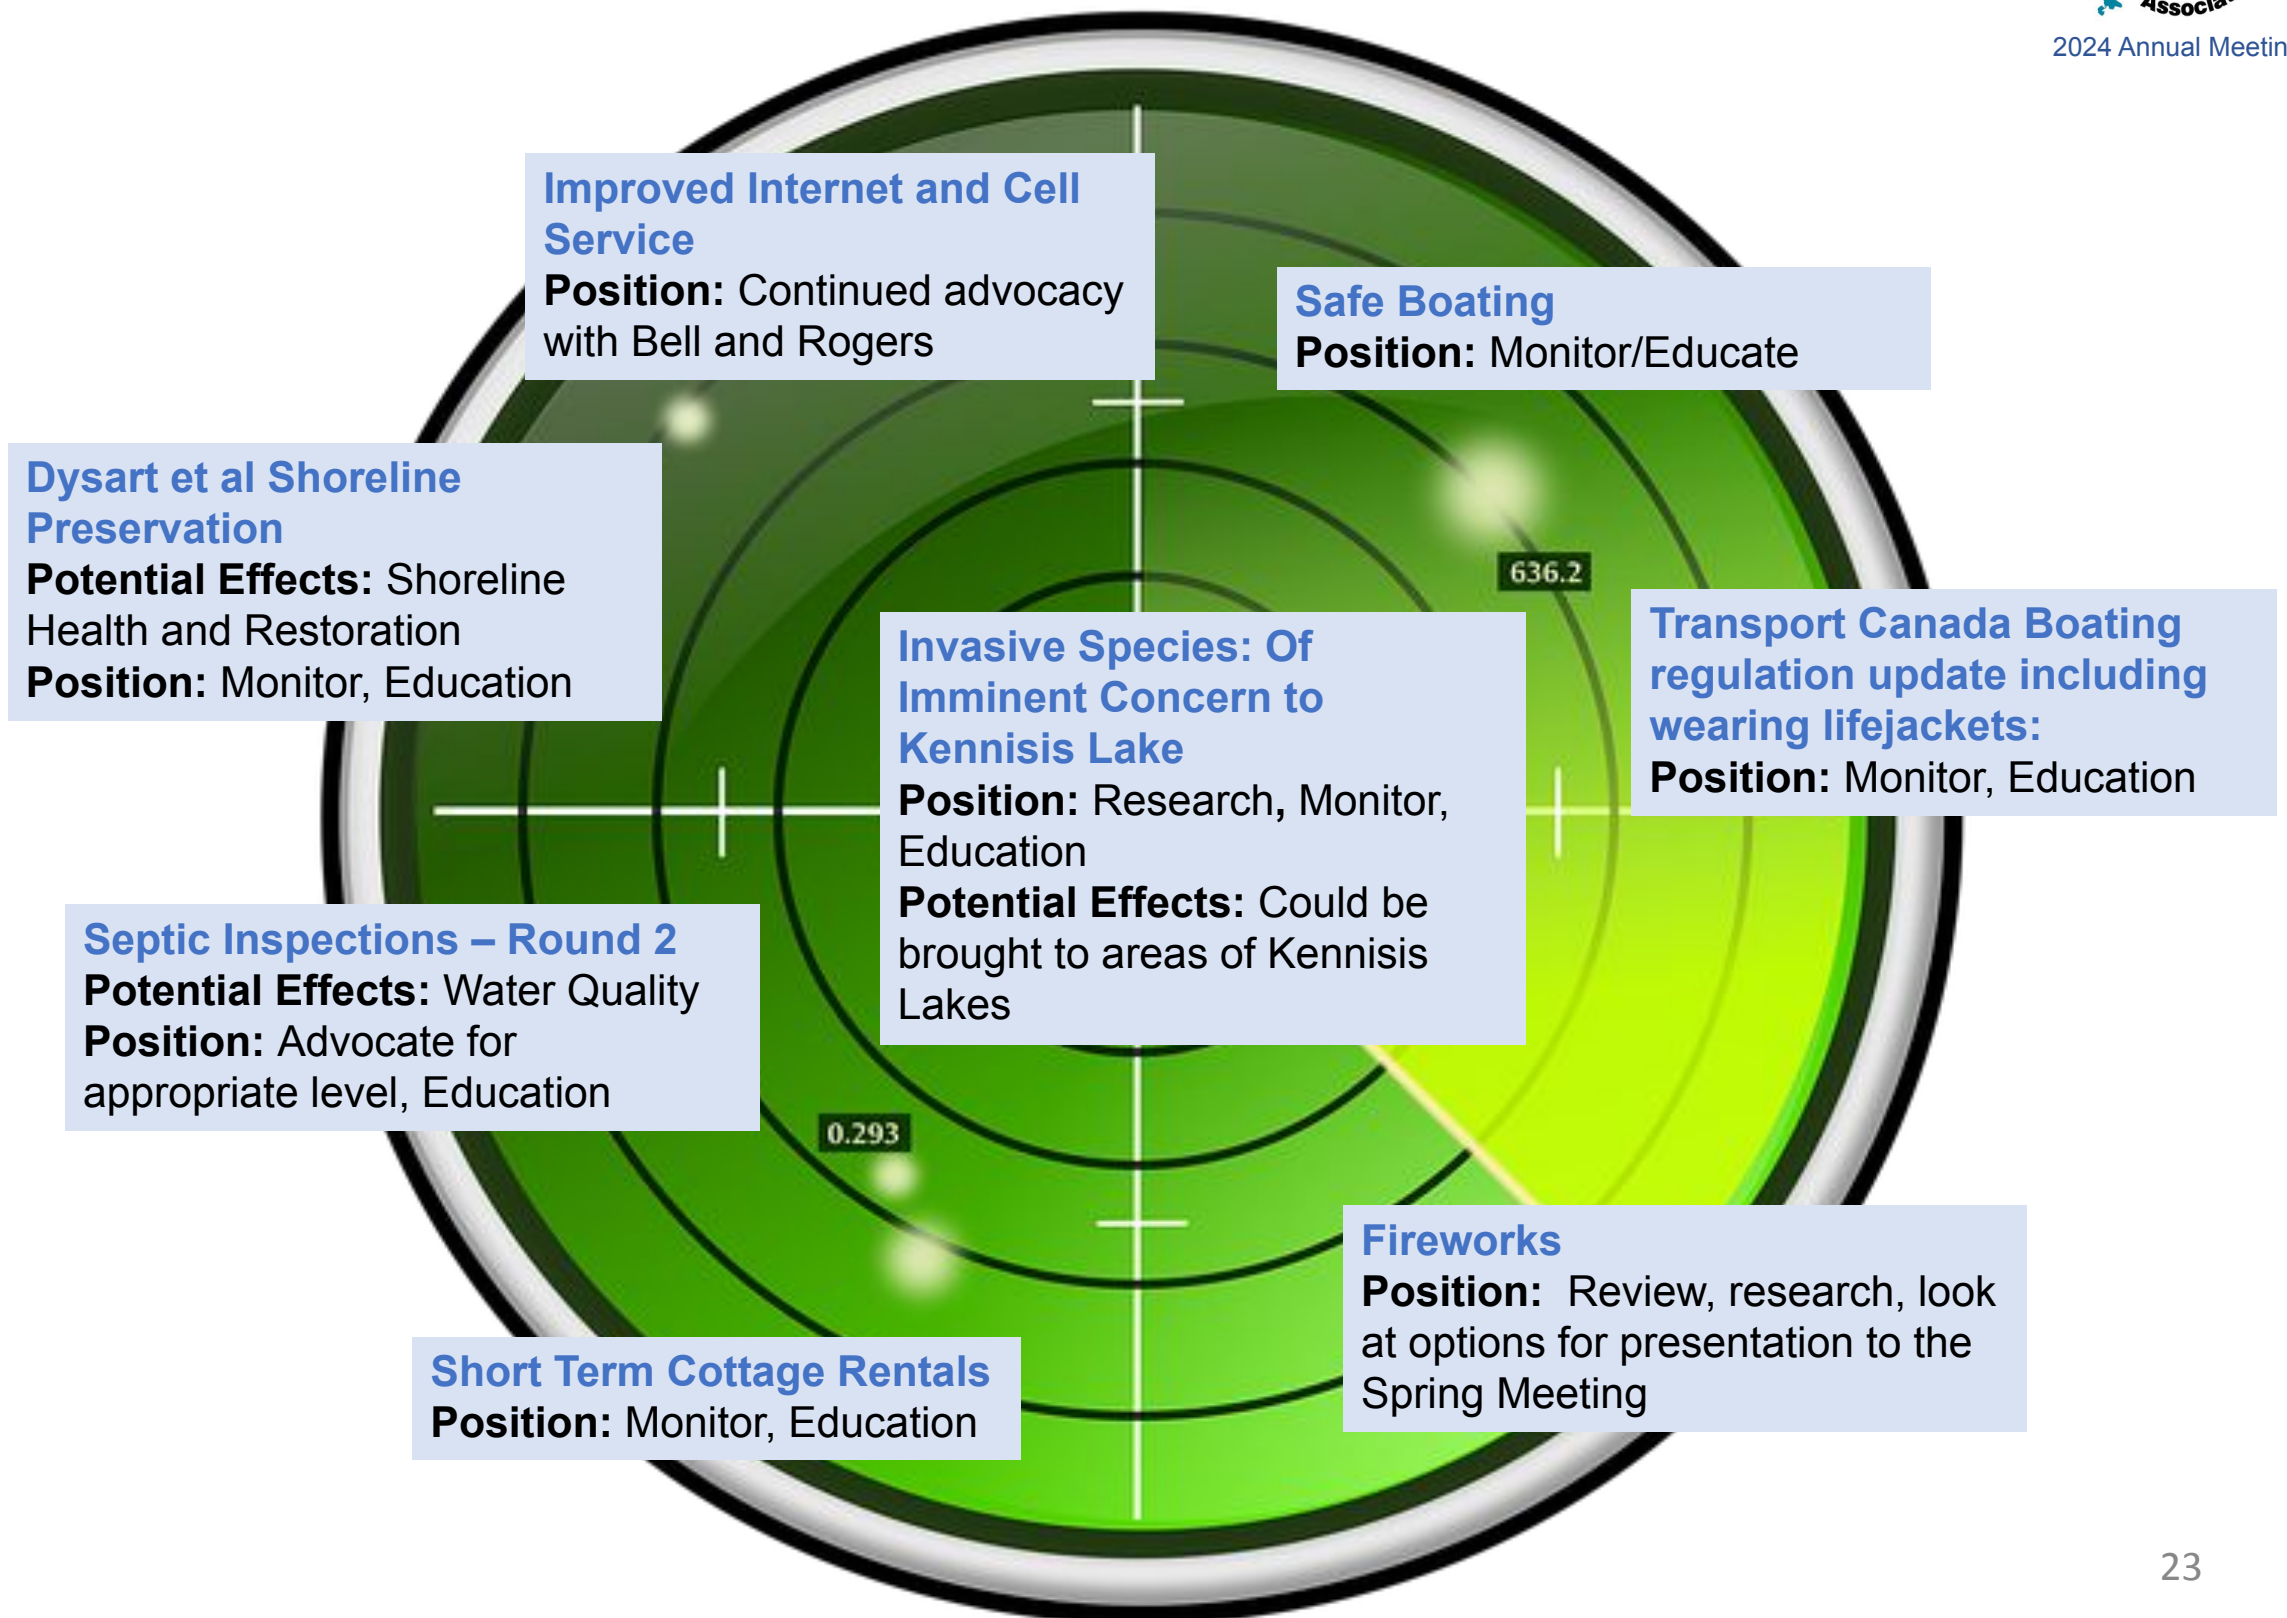 2024 Annual Meetin
Improved Internet and Cell
Service
Position: Continued advocacy
with Bell and Rogers
Safe Boating
Position: Monitor/Educate
Dysart et al Shoreline
Preservation
Potential Effects: Shoreline
Health and Restoration
Position: Monitor, Education
636.2
Invasive Species: Of
Imminent Concern to
Kennisis Lake
Position: Research, Monitor,
Education
Potential Effects: Could be
brought to areas of Kennisis
Lakes
Transport Canada Boating
regulation update including
wearing lifejackets:
Position: Monitor, Education
Septic Inspections – Round 2
Potential Effects: Water Quality
Position: Advocate for
appropriate level, Education
0.293
Fireworks
Position: Review, research, look
at options for presentation to the
Spring Meeting
Short Term Cottage Rentals
Position: Monitor, Education
23